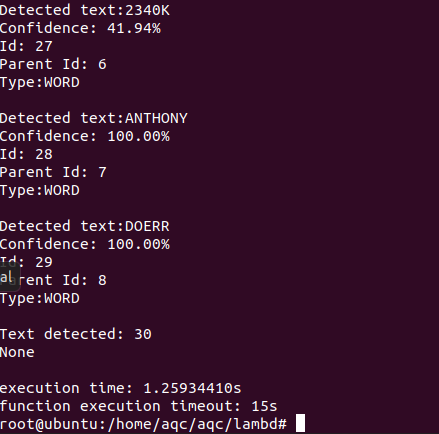 Detected text:2340K
Confidence: 41.94%
Id: 27
Parent Id: 6
Type:WORD
Detected text:ANTHONY
Confidence: 100.00%
Id: 28
Parent Id: 7
Type:WORD
Detected text:DOERR
Confidence: 100.00%
Id: 29
al
Parent Id: 8
Type:WORD
Text detected: 30
None
execution time: 1.25934410s
function execution timeout: 15s
root@ubuntu:/home/aqc/aqc/lambd#